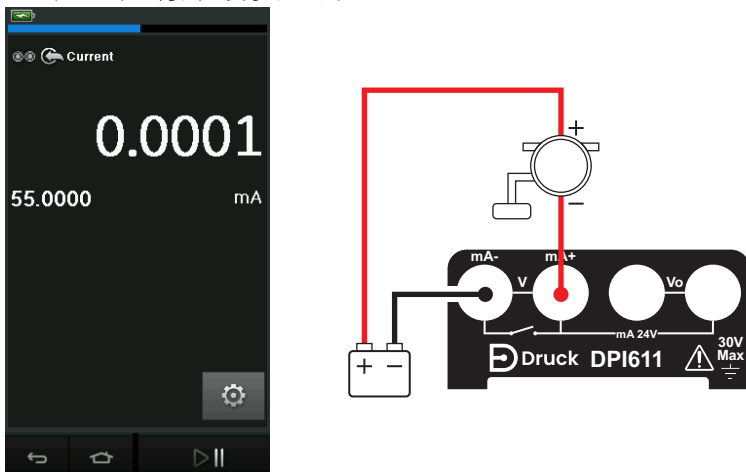 Current
0.0001
55.0000 mA
+
−
mA- mA+
V Vo
mA 24V
+ −
Druck DPI611
30V
Max